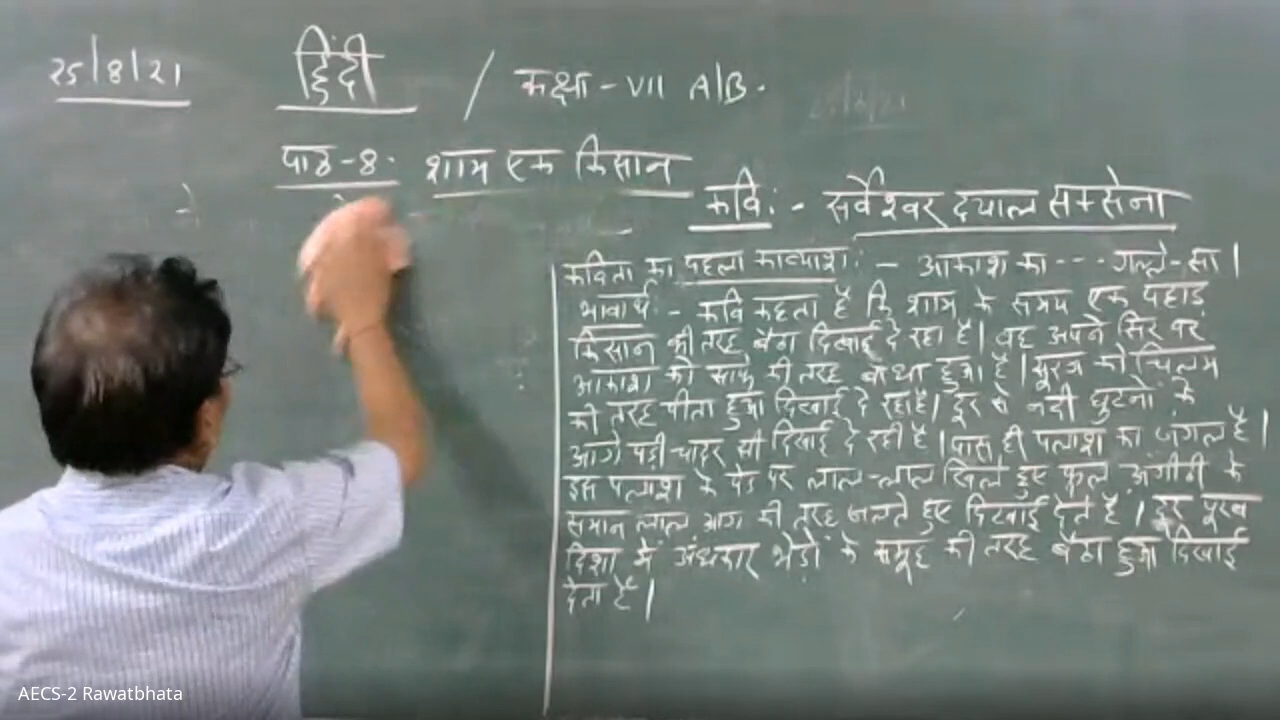 25/8/21 हिंदी / कक्षा - VII A/B.
पाठ-8. शाम एक किसान
कवि: - सर्वेश्वर दयाल सक्सेना
कविता का पहला काव्यांश: - आकाश का --- गल्ले-सा।
भावार्थ: - कवि कहता है कि शाम के समय एक पहाड़
किसान की तरह बैठा दिखाई दे रहा है। वह अपने सिर पर
आकाश को साफे की तरह बांधा हुआ है। सूरज को चिलम
की तरह पीता हुआ दिखाई दे रहा है। दूर से नदी घुटनों के
आगे पड़ी चादर सी दिखाई दे रही है। पास ही पलाश का जंगल है।
इस पलाश के पेड़ पर लाल-लाल खिले हुए फूल अंगीठी के
समान लाल आग की तरह जलते हुए दिखाई देते है। दूर पूरब
दिशा में अंधकार भेड़ों के समूह की तरह बैठा हुआ दिखाई
देता है।
AECS-2 Rawatbhata